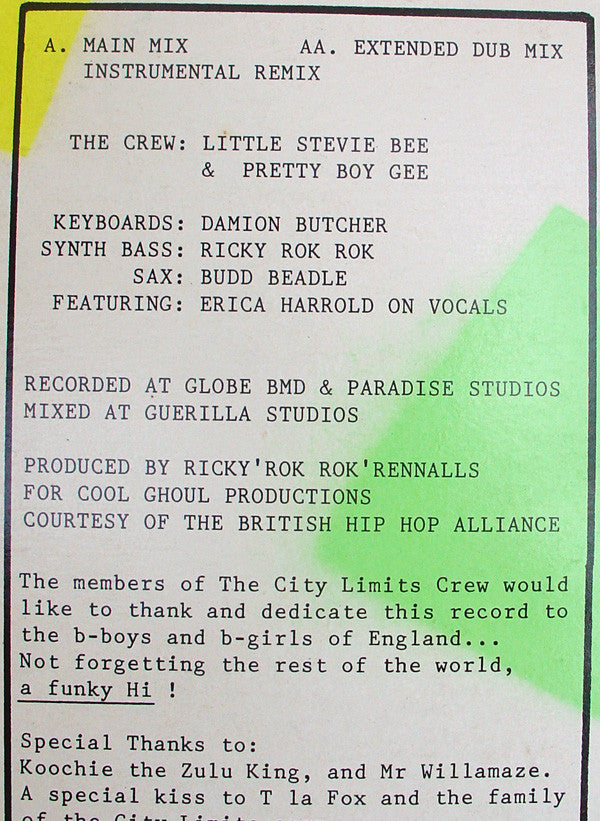 A. MAIN MIX AA. EXTENDED DUB MIX
INSTRUMENTAL REMIX
THE CREW: LITTLE STEVIE BEE
& PRETTY BOY GEE
KEYBOARDS: DAMION BUTCHER
SYNTH BASS: RICKY ROK ROK
SAX: BUDD BEADLE
FEATURING: ERICA HARROLD ON VOCALS
RECORDED AT GLOBE BMD & PARADISE STUDIOS
MIXED AT GUERILLA STUDIOS
PRODUCED BY RICKY'ROK ROK'RENNALLS
FOR COOL GHOUL PRODUCTIONS
COURTESY OF THE BRITISH HIP HOP ALLIANCE
The members of The City Limits Crew would
like to thank and dedicate this record to
the b-boys and b-girls of England...
Not forgetting the rest of the world,
a funky Hi !
Special Thanks to:
Koochie the Zulu King, and Mr Willamaze.
A special kiss to T la Fox and the family
of the City Limits